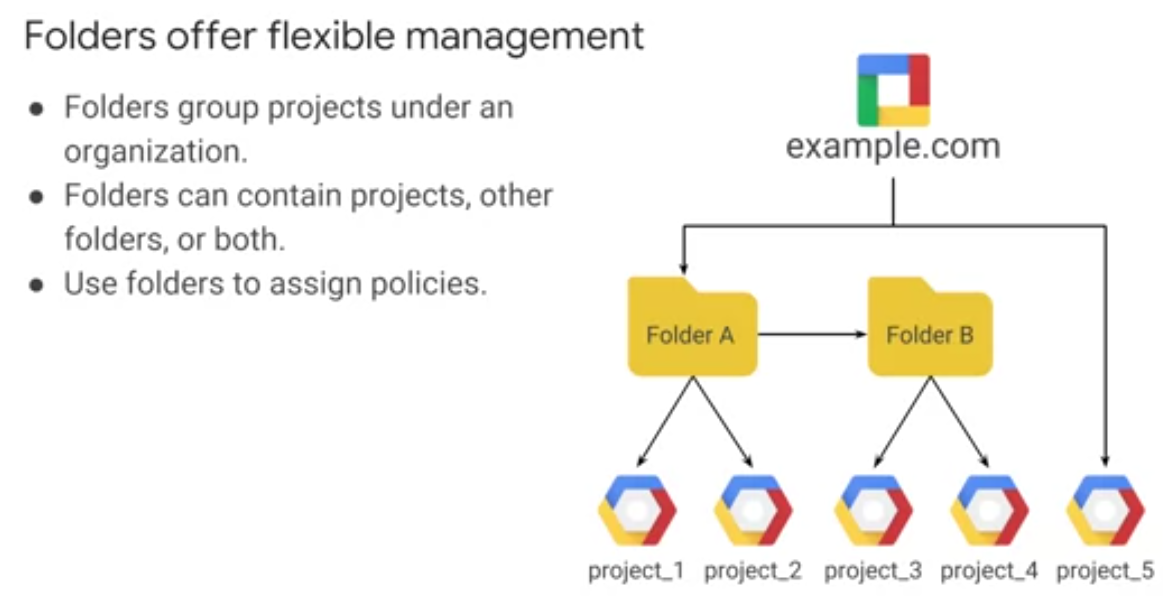 Folders offer flexible management
● Folders group projects under an
organization.
● Folders can contain projects, other
folders, or both.
● Use folders to assign policies.
example.com
Folder A
Folder B
project_1
project_2
project_3
project_4
project_5